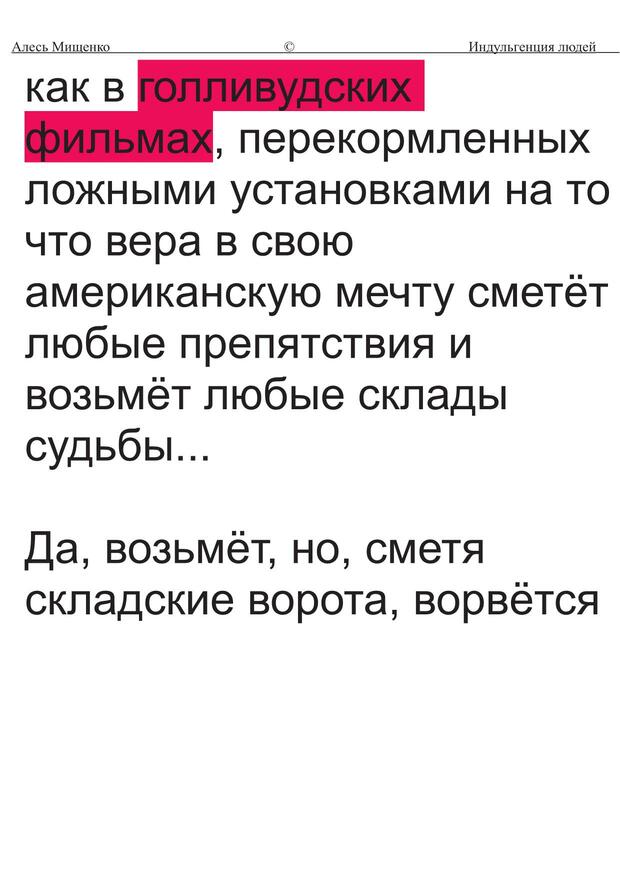 Алесь Мищенко © Индульгенция людей
как в голливудских
фильмах, перекормленных
ложными установками на то
что вера в свою
американскую мечту сметёт
любые препятствия и
возьмёт любые склады
судьбы...
Да, возьмёт, но, сметя
складские ворота, ворвётся